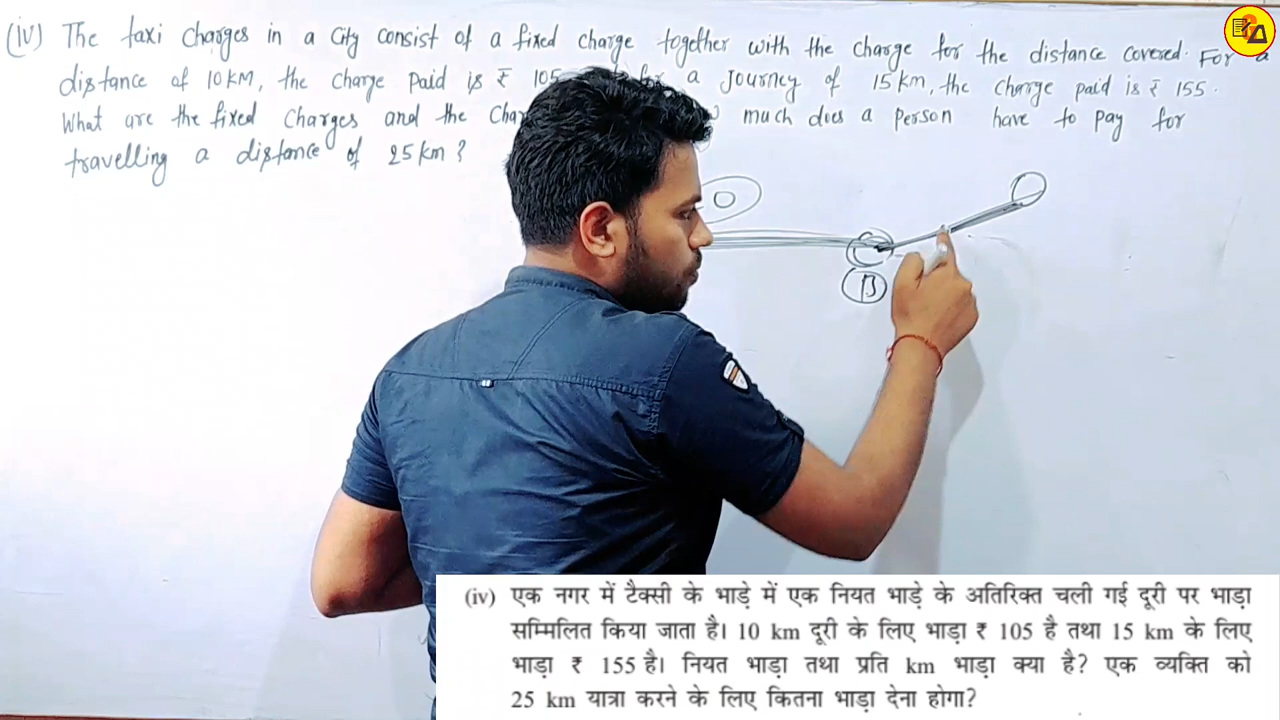 (iv) The taxi charges in a city consist of a fixed charge together with the charge for the distance covered. For a
distance of 10 KM, the charge paid is ₹ 105 for a Journey of 15 km, the charge paid is ₹ 155.
What are the fixed charges and the much does a person have to pay for
travelling a distance of 25 km?
B
(iv) एक नगर में टैक्सी के भाड़े में एक नियत भाड़े के अतिरिक्त चली गई दूरी पर भाड़ा
सम्मिलित किया जाता है। 10 km दूरी के लिए भाड़ा ₹ 105 है तथा 15 km के लिए
भाड़ा ₹ 155 है। नियत भाड़ा तथा प्रति km भाड़ा क्या है? एक व्यक्ति को
25 km यात्रा करने के लिए कितना भाड़ा देना होगा?